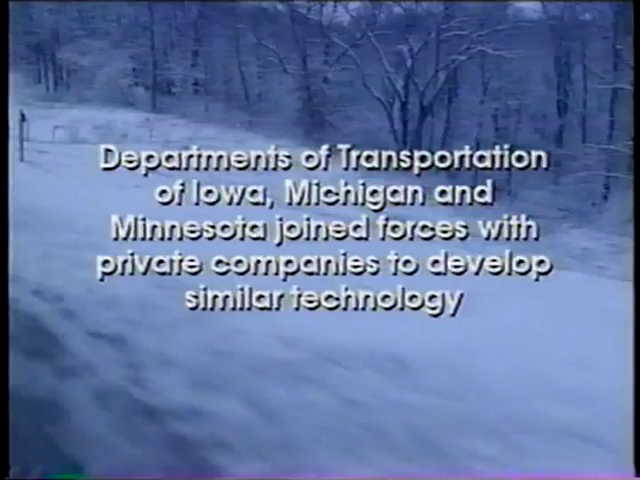 Departments of Transportation
of Iowa, Michigan and
Minnesota joined forces with
private companies to develop
similar technology